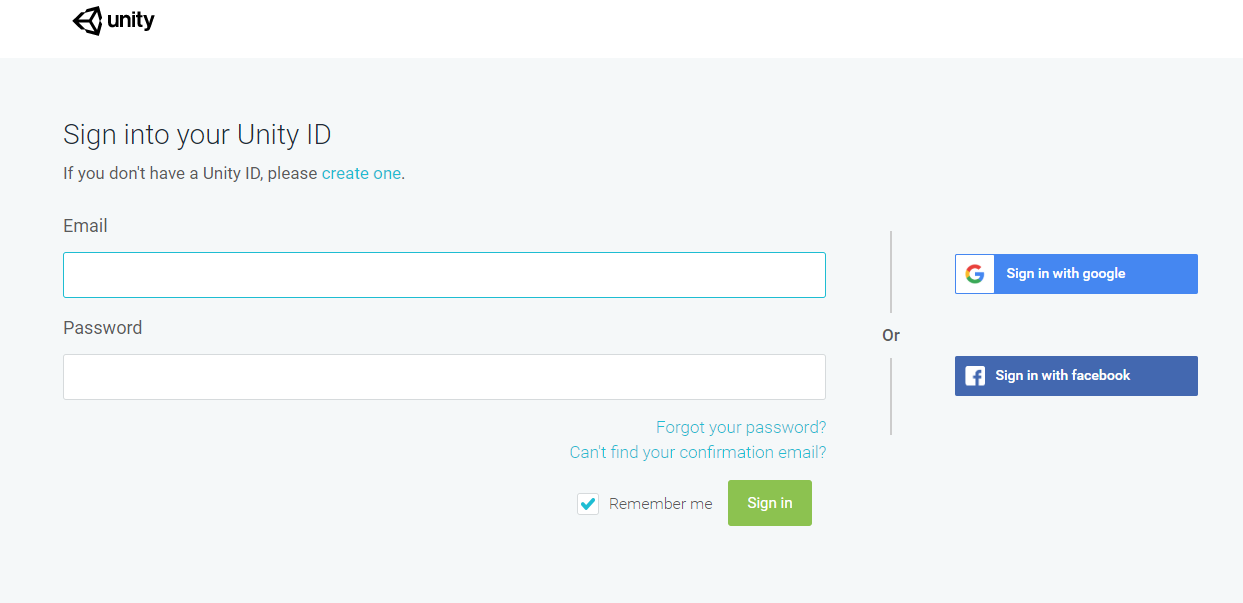 unity
Sign into your Unity ID
If you don't have a Unity ID, please create one.
Email
Password
Forgot your password?
Can't find your confirmation email?
Remember me
Sign in
Or
Sign in with google
Sign in with facebook